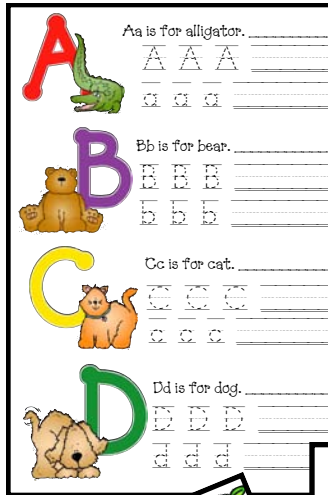 A
Aa is for alligator.
A A A
a a a
B
Bb is for bear.
B B B
b b b
C
Cc is for cat.
C C C
c c c
D
Dd is for dog.
D D D
d d d